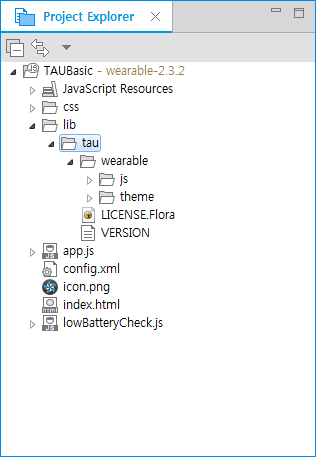 Project Explorer
TAUBasic - wearable-2.3.2
JavaScript Resources
css
lib
tau
wearable
js
theme
LICENSE.Flora
VERSION
app.js
config.xml
icon.png
index.html
lowBatteryCheck.js